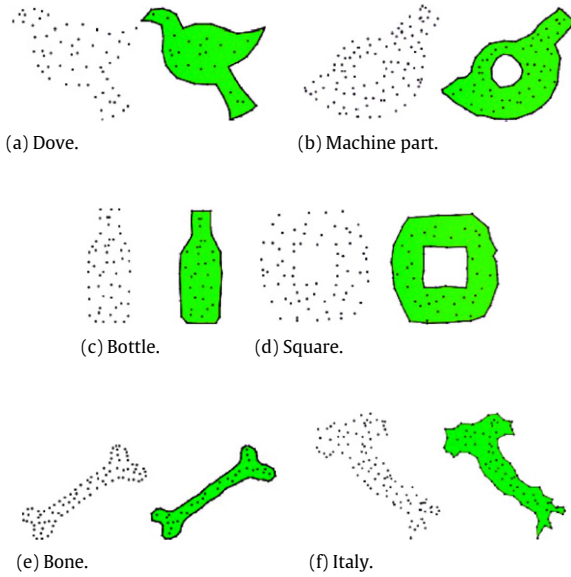 (a) Dove.
(b) Machine part.
(c) Bottle.
(d) Square.
(e) Bone.
(f) Italy.